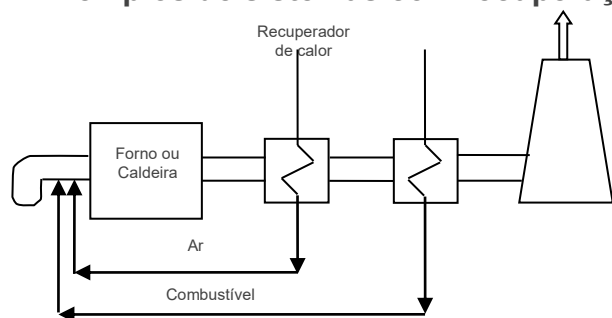 Recuperador
de calor
Forno ou
Caldeira
Ar
Combustível